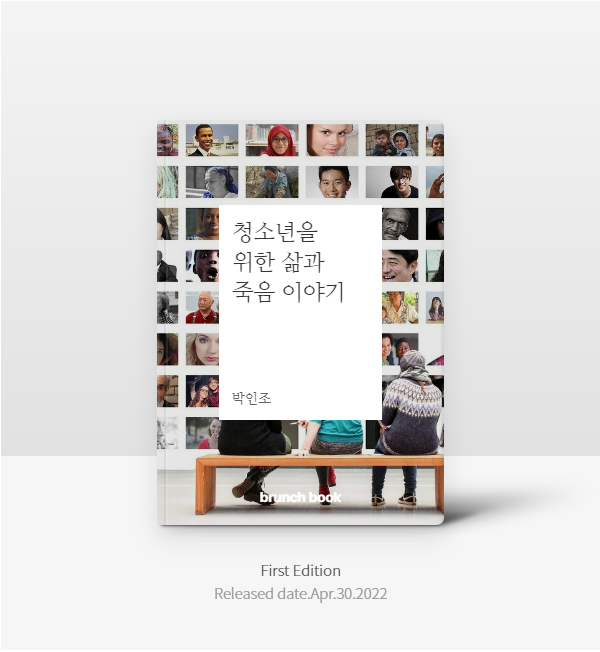 청소년을
위한 삶과
죽음 이야기
박인조
brunch book
First Edition
Released date.Apr.30.2022